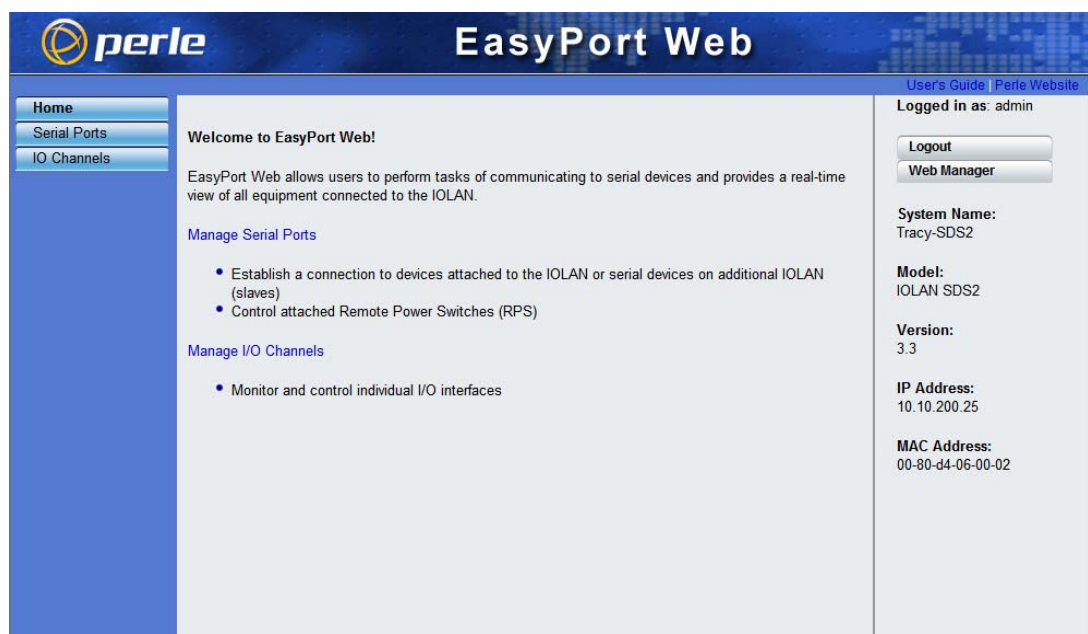 perle
EasyPort Web
User's Guide | Perle Website
Home
Serial Ports
IO Channels
Welcome to EasyPort Web!
EasyPort Web allows users to perform tasks of communicating to serial devices and provides a real-time
view of all equipment connected to the IOLAN.
Manage Serial Ports
• Establish a connection to devices attached to the IOLAN or serial devices on additional IOLAN
(slaves)
• Control attached Remote Power Switches (RPS)
Manage I/O Channels
• Monitor and control individual I/O interfaces
Logged in as: admin
Logout
Web Manager
System Name:
Tracy-SDS2
Model:
IOLAN SDS2
Version:
3.3
IP Address:
10.10.200.25
MAC Address:
00-80-d4-06-00-02